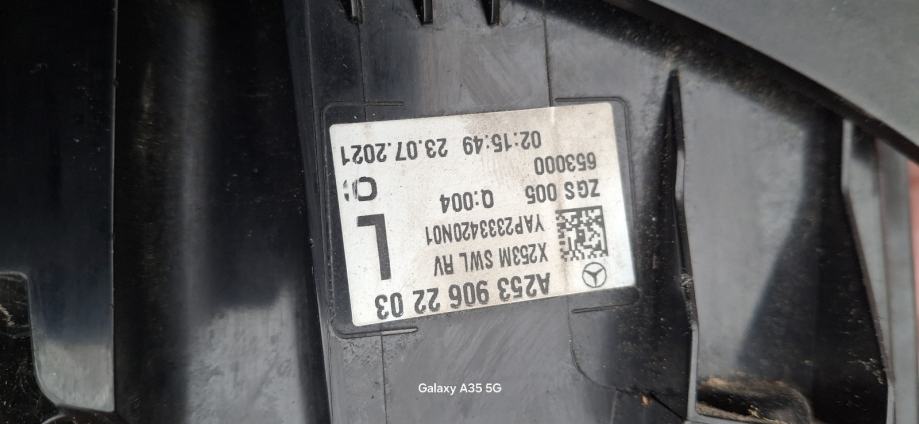 A253 906 22 03
X253M SWL RV
YAP2333420N01
L
ZGS 005 Q:004
653000
02:15:49 23.07.2021
Galaxy A35 5G